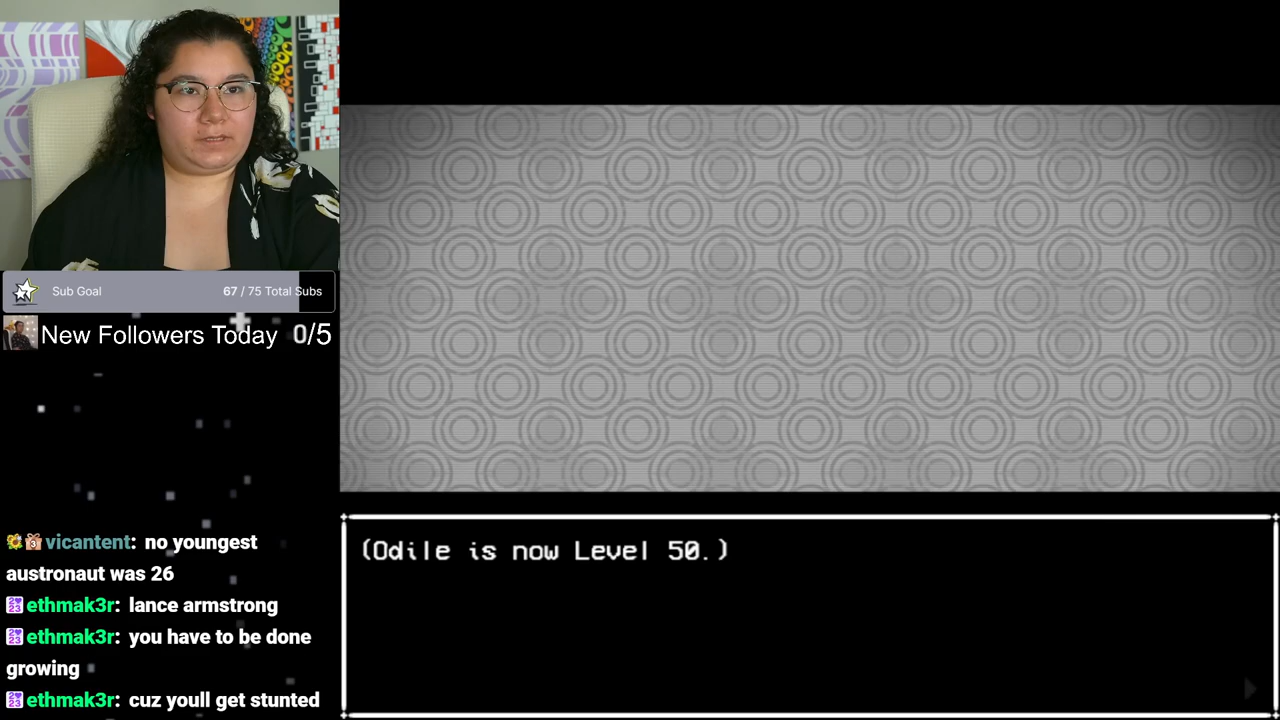 Sub Goal 67 / 75 Total Subs
New Followers Today 0/5
vicantent: no youngest
austronaut was 26
ethmak3r: lance armstrong
ethmak3r: you have to be done
growing
ethmak3r: cuz youll get stunted
(Odile is now Level 50.)